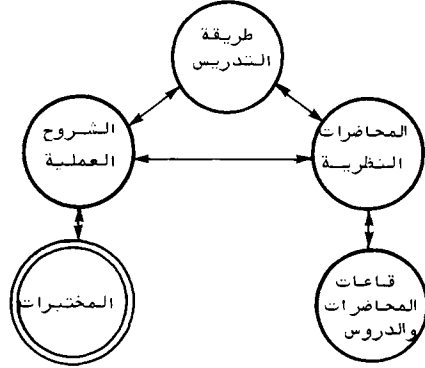 طريقة
التدريس
المحاضرات
النظرية
الشروح
العملية
قاعات
المحاضرات
والدروس
المختبرات